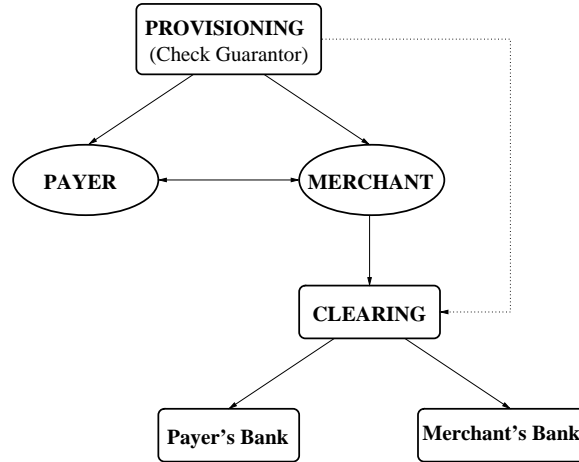 PROVISIONING
(Check Guarantor)
PAYER
MERCHANT
CLEARING
Payer's Bank
Merchant's Bank